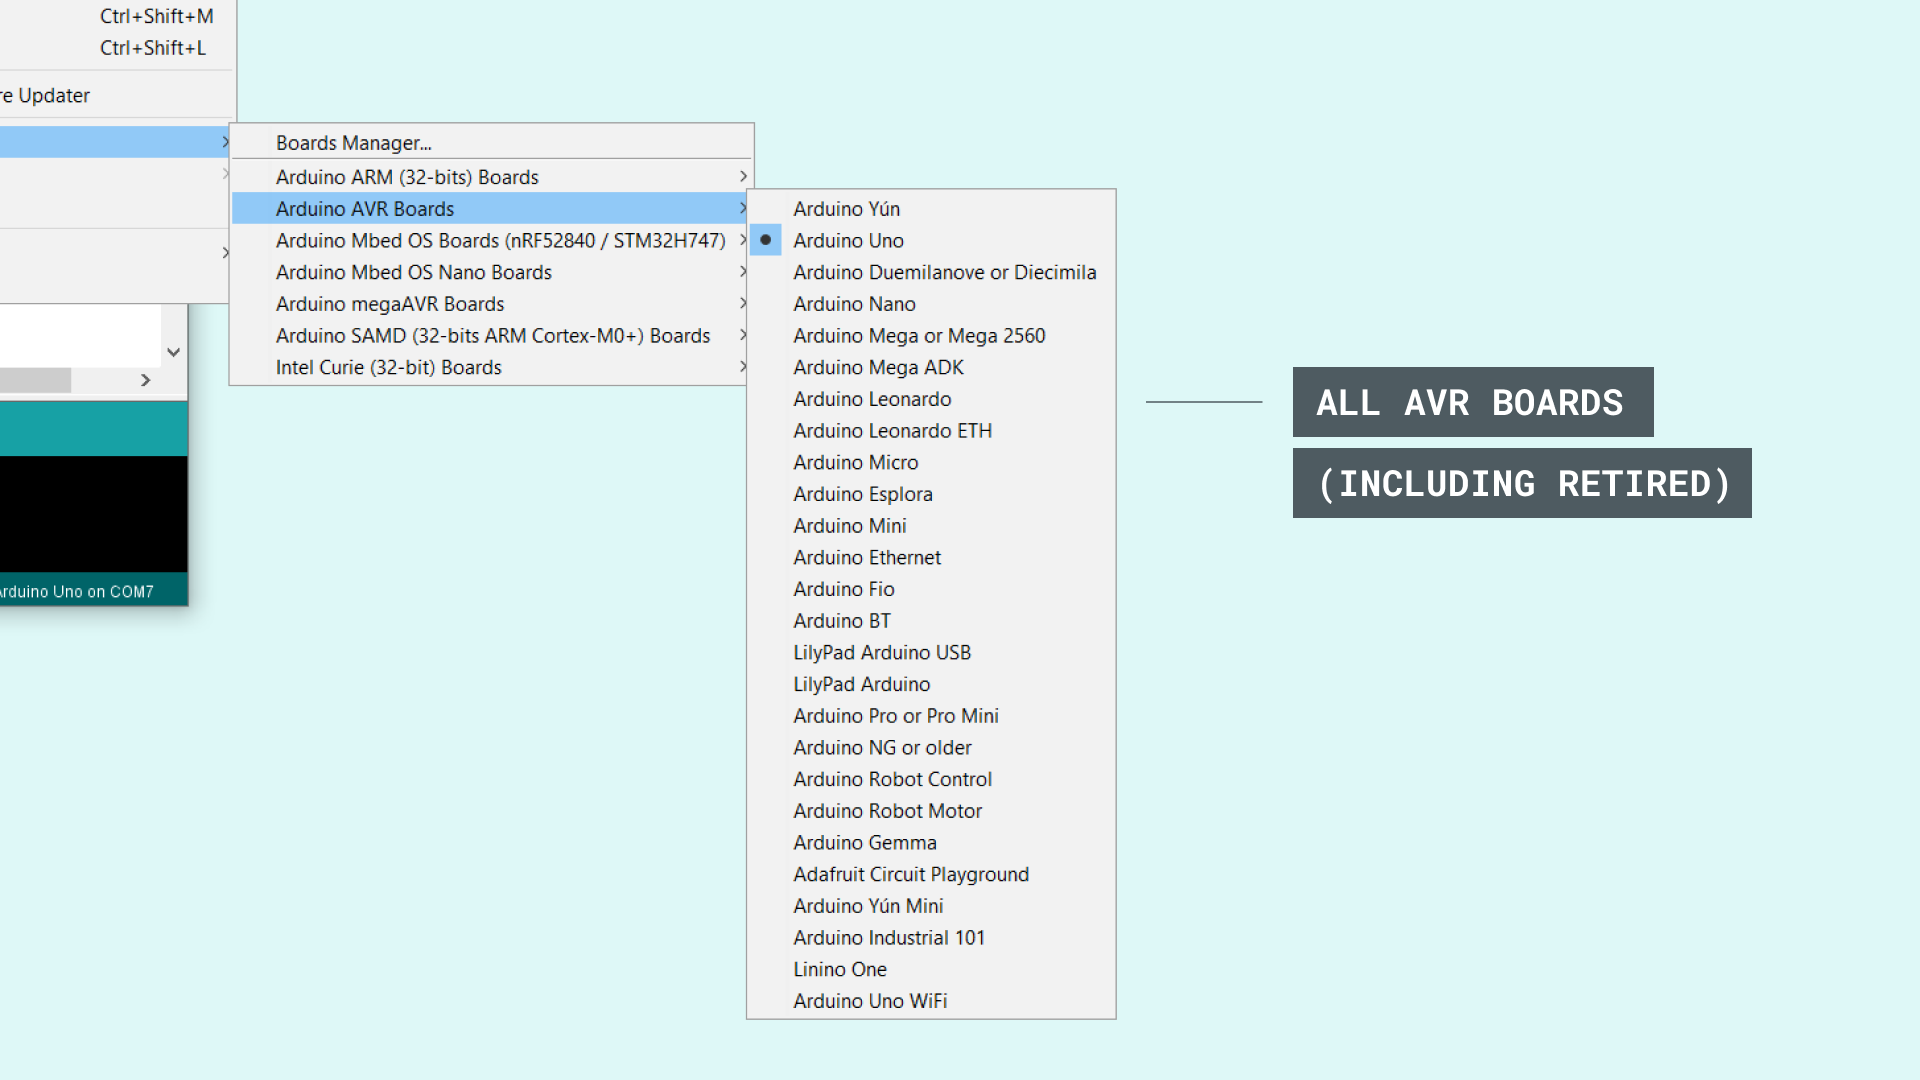 Ctrl+Shift+M
Ctrl+Shift+L
re Updater
Boards Manager...
Arduino ARM (32-bits) Boards
Arduino AVR Boards
Arduino Mbed OS Boards (nRF52840 / STM32H747)
Arduino Mbed OS Nano Boards
Arduino megaAVR Boards
Arduino SAMD (32-bits ARM Cortex-M0+) Boards
Intel Curie (32-bit) Boards
Arduino Yún
Arduino Uno
Arduino Duemilanove or Diecimila
Arduino Nano
Arduino Mega or Mega 2560
Arduino Mega ADK
Arduino Leonardo
Arduino Leonardo ETH
Arduino Micro
Arduino Esplora
Arduino Mini
Arduino Ethernet
Arduino Fio
Arduino BT
LilyPad Arduino USB
LilyPad Arduino
Arduino Pro or Pro Mini
Arduino NG or older
Arduino Robot Control
Arduino Robot Motor
Arduino Gemma
Adafruit Circuit Playground
Arduino Yún Mini
Arduino Industrial 101
Linino One
Arduino Uno WiFi
ALL AVR BOARDS
(INCLUDING RETIRED)
Arduino Uno on COM7